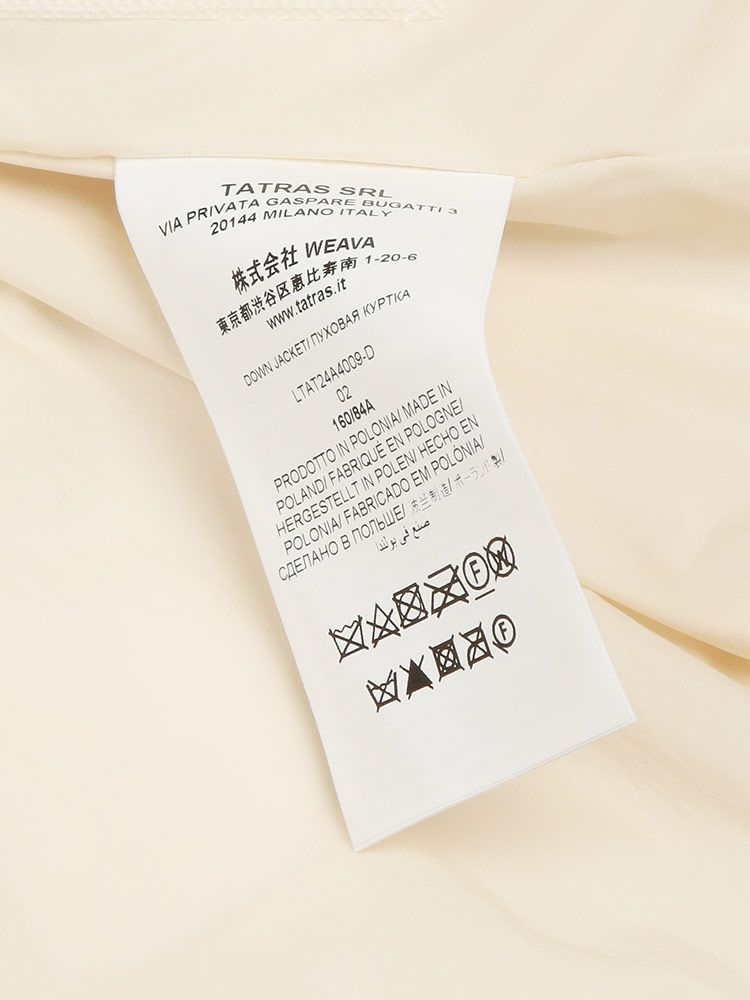 TATRAS SRL
VIA PRIVATA GASPARE BUGATTI 3
20144 MILANO ITALY
株式会社 WEAVA
東京都渋谷区恵比寿南 1-20-6
www.tatras.it
DOWN JACKET/ ПУХОВАЯ КУРТКА
LTAT24A4009-D
02
160/84A
PRODOTTO IN POLONIA/ MADE IN
POLAND/ FABRIQUÉ EN POLOGNE/
HERGESTELLT IN POLEN/ HECHO EN
POLONIA/ FABRICADO EM POLÓNIA/
СДЕЛАНО В ПОЛЬШЕ/ 波兰制造/ ポーランド製/
صنع في بولندا
F W
F